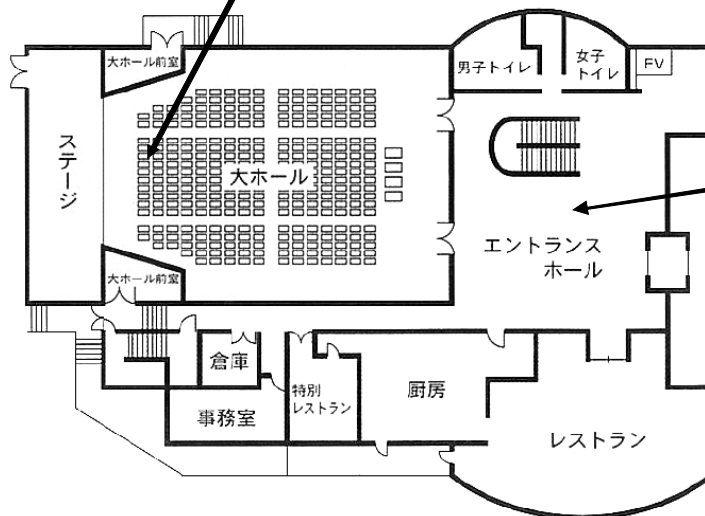 大ホール前室
男子トイレ
女子
トイレ
EV
ステージ
大ホール
エントランス
ホール
大ホール前室
倉庫
特別
レストラン
厨房
事務室
レストラン